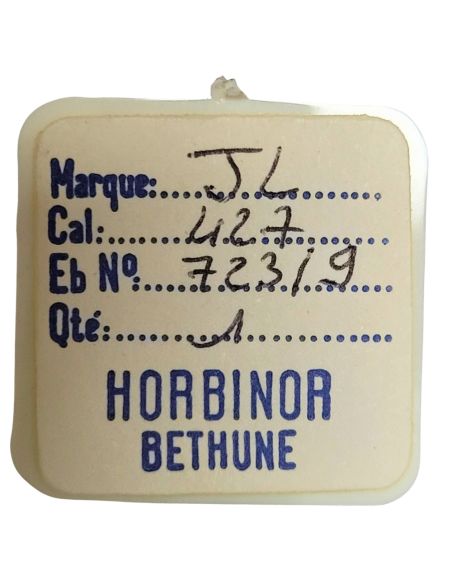 Marque: JL
Cal: 427
Eb Nº: 723/9
Qté: 1
HORBINOR
BETHUNE